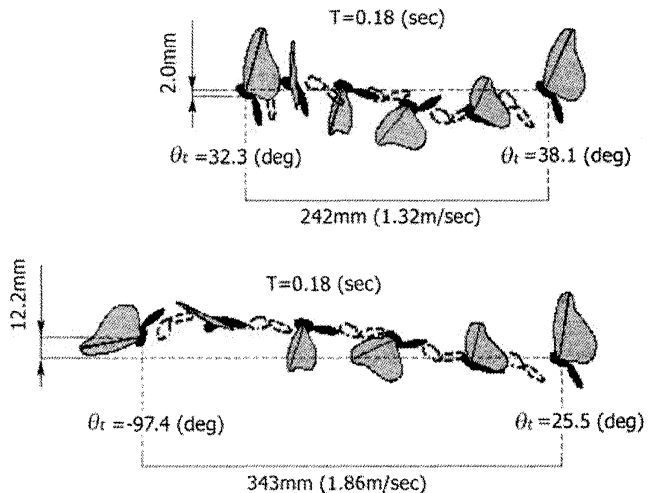 T=0.18 (sec)
2.0mm
θt =32.3 (deg)
θt =38.1 (deg)
242mm (1.32m/sec)
T=0.18 (sec)
12.2mm
θt =-97.4 (deg)
θt =25.5 (deg)
343mm (1.86m/sec)